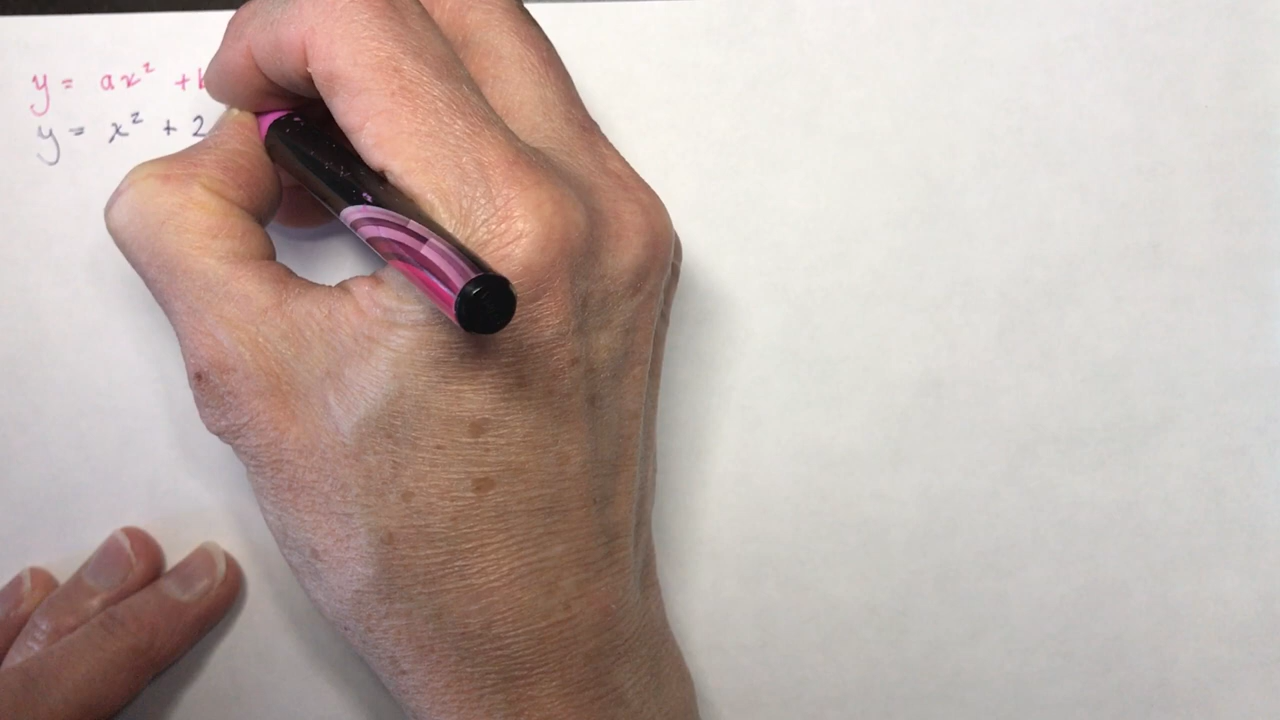 y = ax² +
y = x² + 2